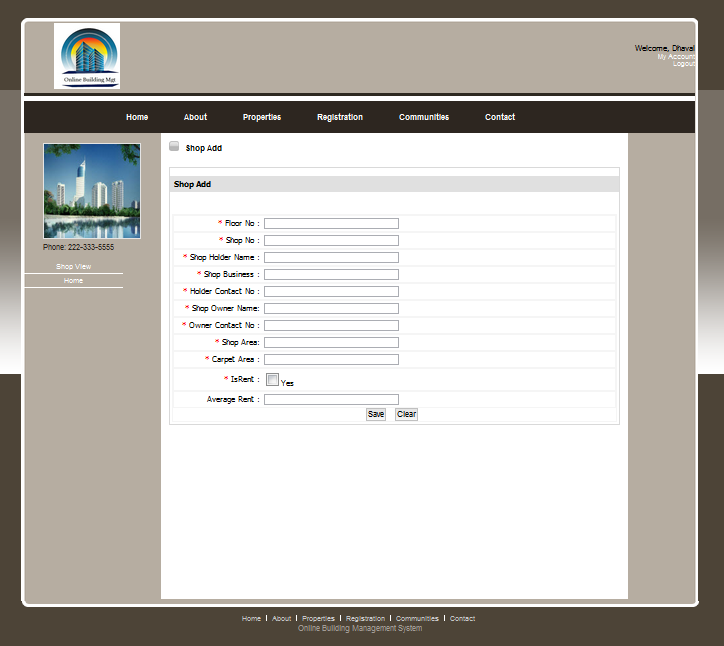 Online Building Mgt
Welcome, Dhaval
My Account
Logout
Home About Properties Registration Communities Contact
Shop Add
Shop Add
Phone: 222-333-5555
Shop View
Home
* Floor No :
* Shop No :
* Shop Holder Name :
* Shop Business :
* Holder Contact No :
* Shop Owner Name:
* Owner Contact No :
* Shop Area:
* Carpet Area :
* IsRent : Yes
Average Rent :
Save Clear
Home | About | Properties | Registration | Communities | Contact
Online Building Management System